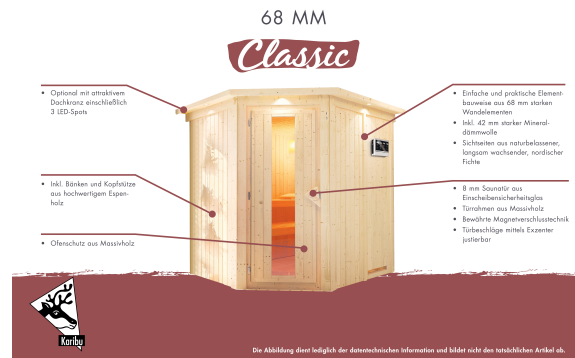 68 MM
Classic
• Optional mit attraktivem
Dachkranz einschließlich
3 LED-Spots
• Inkl. Bänken und Kopfstütze
aus hochwertigem Espen-
holz
• Ofenschutz aus Massivholz
• Einfache und praktische Element-
bauweise aus 68 mm starken
Wandelementen
• Inkl. 42 mm starker Mineral-
dämmwolle
• Sichtseiten aus naturbelassener,
langsam wachsender, nordischer
Fichte
• 8 mm Saunatür aus
Einscheibensicherheitsglas
• Türrahmen aus Massivholz
• Bewährte Magnetverschlusstechnik
• Türbeschläge mittels Exzenter
justierbar
Karibu
Die Abbildung dient lediglich der datentechnischen Information und bildet nicht den tatsächlichen Artikel ab.